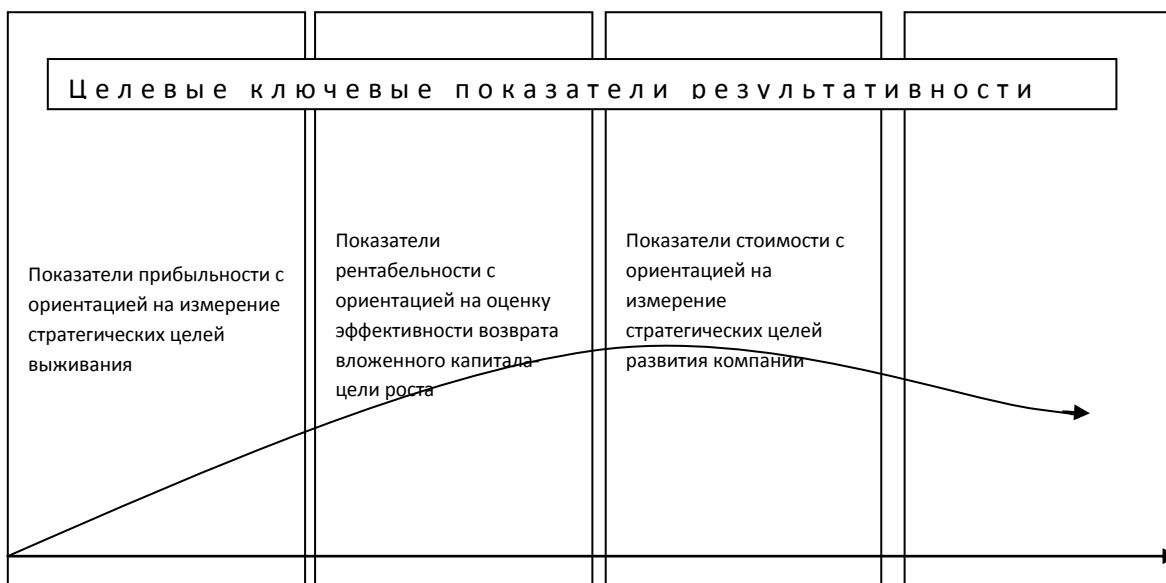 Целевые ключевые показатели результативности
Показатели прибыльности с
ориентацией на измерение
стратегических целей
выживания
Показатели
рентабельности с
ориентацией на оценку
эффективности возврата
вложенного капитала-
цели роста
Показатели стоимости с
ориентацией на
измерение
стратегических целей
развития компании